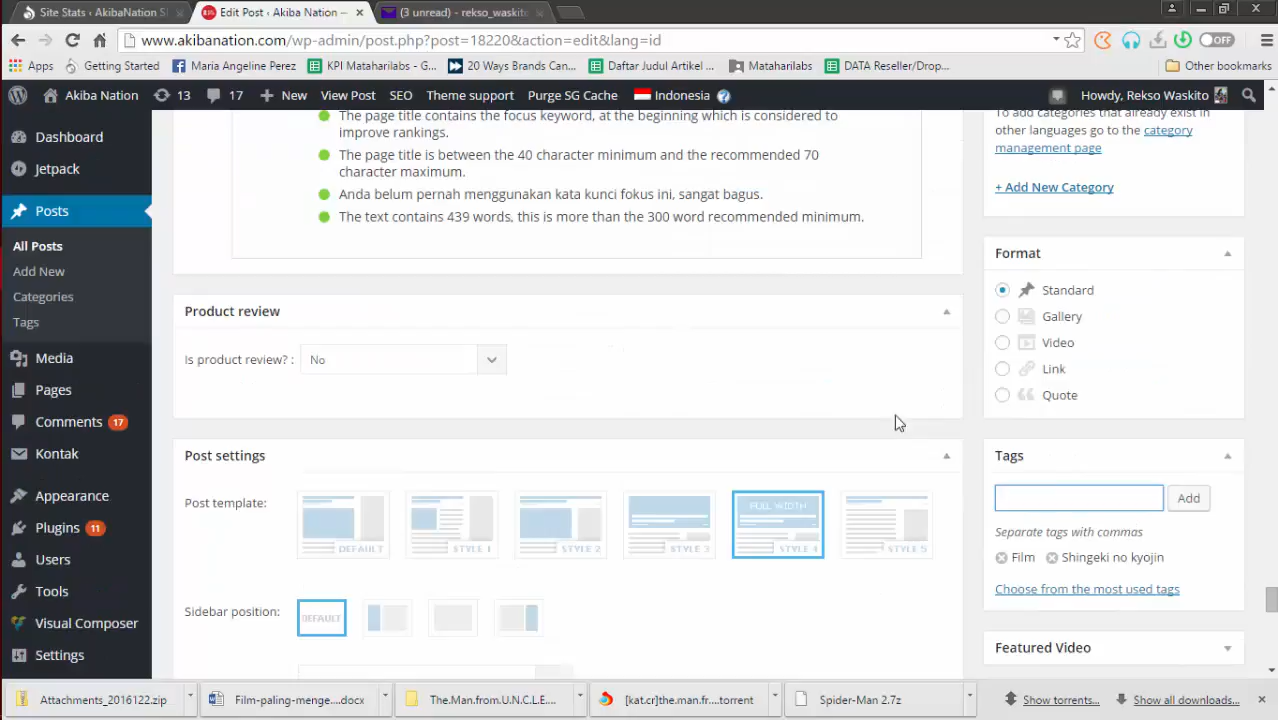 Site Stats ‹ AkibaNation S
Edit Post ‹ Akiba Nation —
(3 unread) - rekso_waskito
www.akibanation.com/wp-admin/post.php?post=18220&action=edit&lang=id
OFF
Apps
Getting Started
Maria Angeline Perez
KPI Mataharilabs - G...
20 Ways Brands Can...
Daftar Judul Artikel ...
Mataharilabs
DATA Reseller/Drop...
Other bookmarks
Akiba Nation
13
17
New
View Post
SEO
Theme support
Purge SG Cache
Indonesia
Howdy, Rekso Waskito
Dashboard
Jetpack
Posts
All Posts
Add New
Categories
Tags
Media
Pages
Comments 17
Kontak
Appearance
Plugins 11
Users
Tools
Visual Composer
Settings
The page title contains the focus keyword, at the beginning which is considered to
improve rankings.
The page title is between the 40 character minimum and the recommended 70
character maximum.
Anda belum pernah menggunakan kata kunci fokus ini, sangat bagus.
The text contains 439 words, this is more than the 300 word recommended minimum.
Product review
Is product review? :
No
Post settings
Post template:
DEFAULT
STYLE 1
STYLE 2
STYLE 3
FULL WIDTH
STYLE 4
STYLE 5
Sidebar position:
DEFAULT
To add categories that already exist in
other languages go to the category
management page
+ Add New Category
Format
Standard
Gallery
Video
Link
Quote
Tags
Add
Separate tags with commas
Film
Shingeki no kyojin
Choose from the most used tags
Featured Video
Attachments_2016122.zip
Film-paling-menge....docx
The.Man.from.U.N.C.L.E....
[kat.cr]the.man.fr....torrent
Spider-Man 2.7z
Show torrents...
Show all downloads...